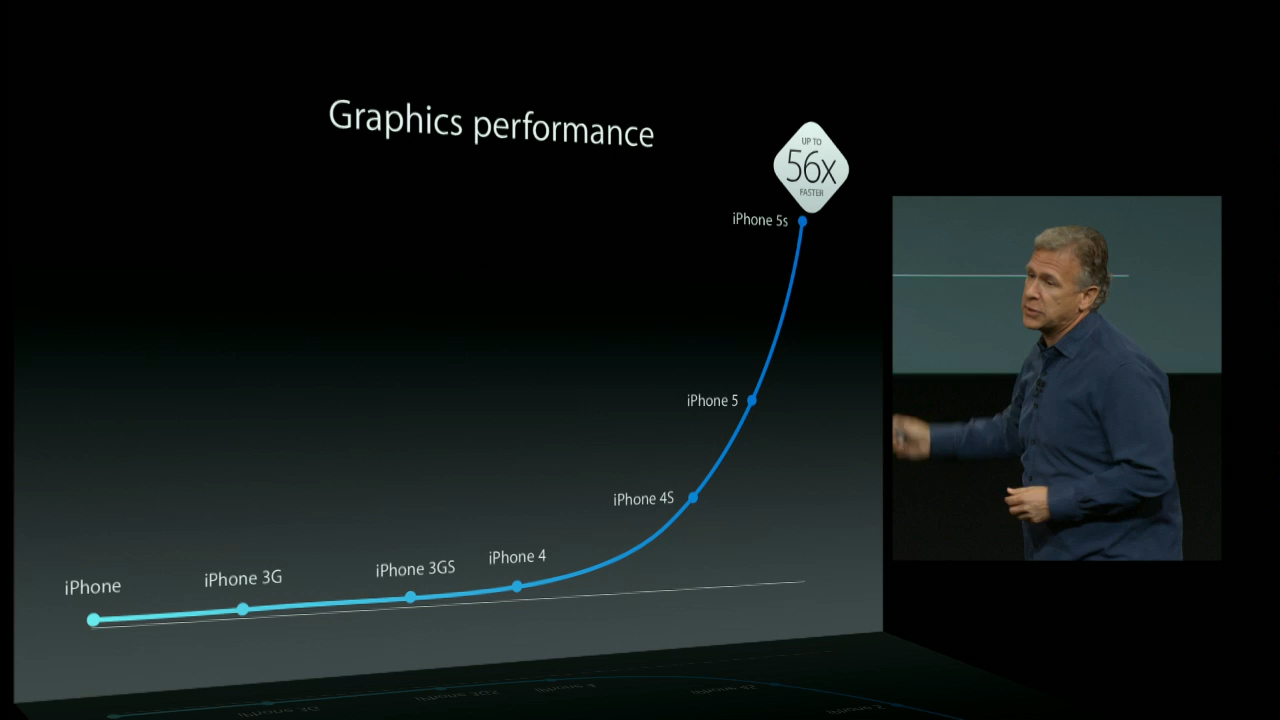 Graphics performance
UP TO
56x
FASTER
iPhone 5s
iPhone 5
iPhone 4S
iPhone 4
iPhone 3GS
iPhone 3G
iPhone